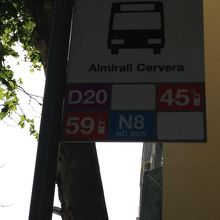 Almirall Cervera
D20 45
59 N8
NIT BUS